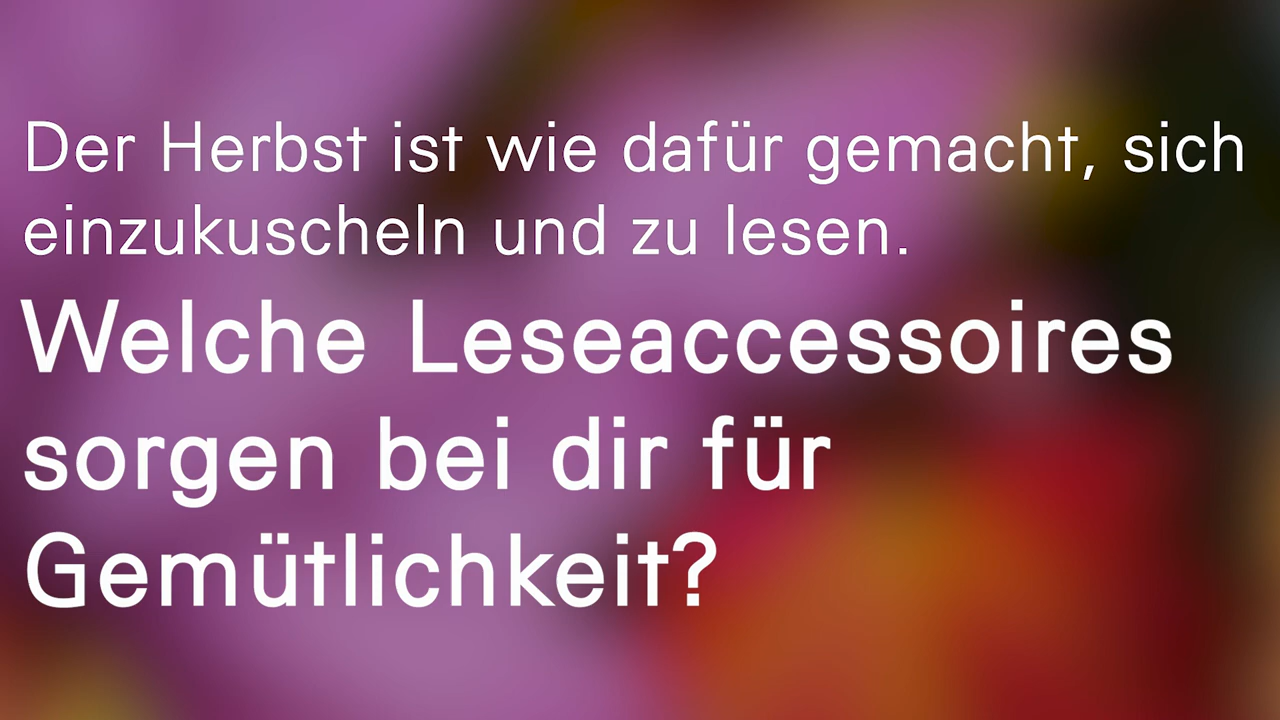 Der Herbst ist wie dafür gemacht, sich
einzukuscheln und zu lesen.
Welche Leseaccessoires
sorgen bei dir für
Gemütlichkeit?